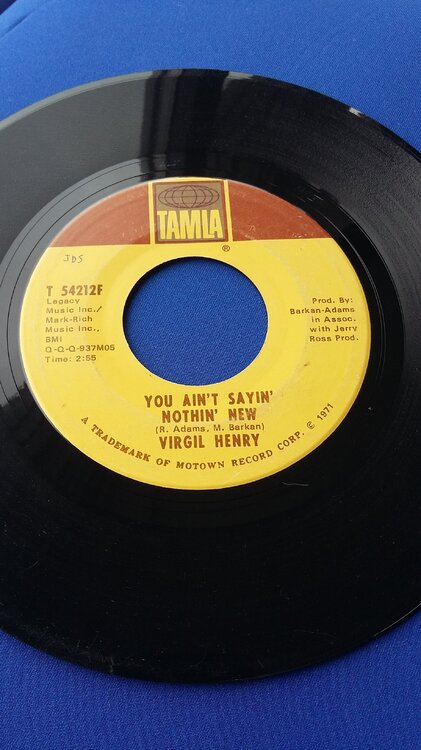 TAMLA
®
JDS
T 54212F
Legacy
Music Inc./
Mark-Rich
Music Inc.,
BMI
Q-Q-Q-937M05
Time: 2:55
Prod. By:
Barkan-Adams
in Assoc.
with Jerry
Ross Prod.
YOU AIN'T SAYIN'
NOTHIN' NEW
(R. Adams, M. Barkan)
VIRGIL HENRY
A TRADEMARK OF MOTOWN RECORD CORP. © 1971